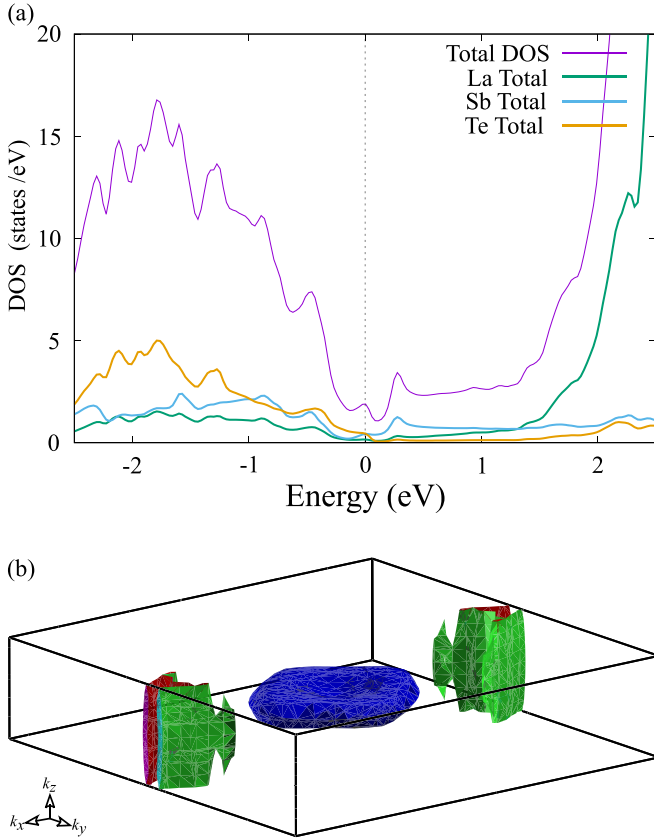 (a)
20
15
10
5
0
DOS (states /eV)
Total DOS
La Total
Sb Total
Te Total
-2 -1 0 1 2
Energy (eV)
(b)
kz
kx
ky